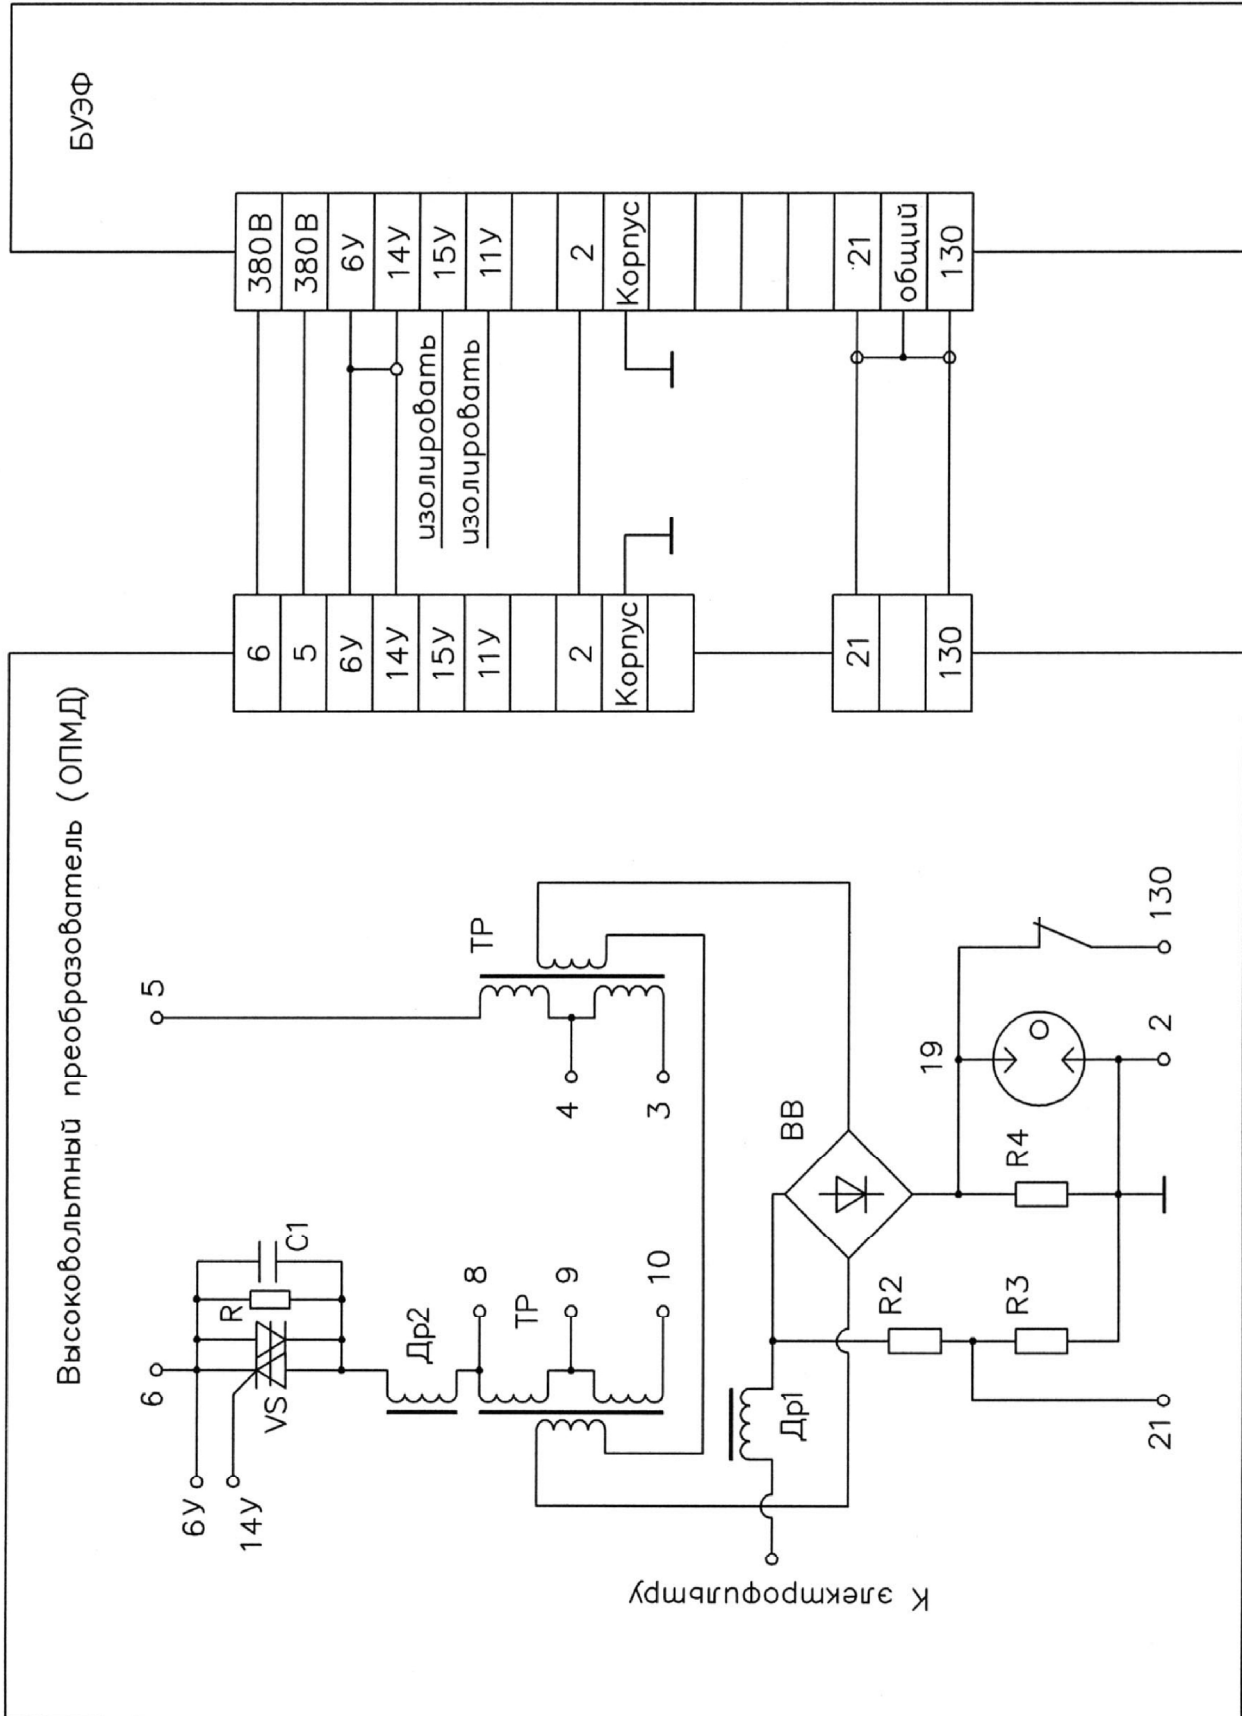 Высоковольтный преобразователь (ОПМД)
БУЭФ
6У
14У
6
VS
R
C1
Др2
8
ТР
9
10
5
ТР
4
3
К электрофильтру
Др1
ВВ
R2
R3
R4
19
21
2
130
6
5
6У
14У
15У
11У
2
Корпус
21
130
изолировать
изолировать
380В
380В
6У
14У
15У
11У
2
Корпус
21
общий
130